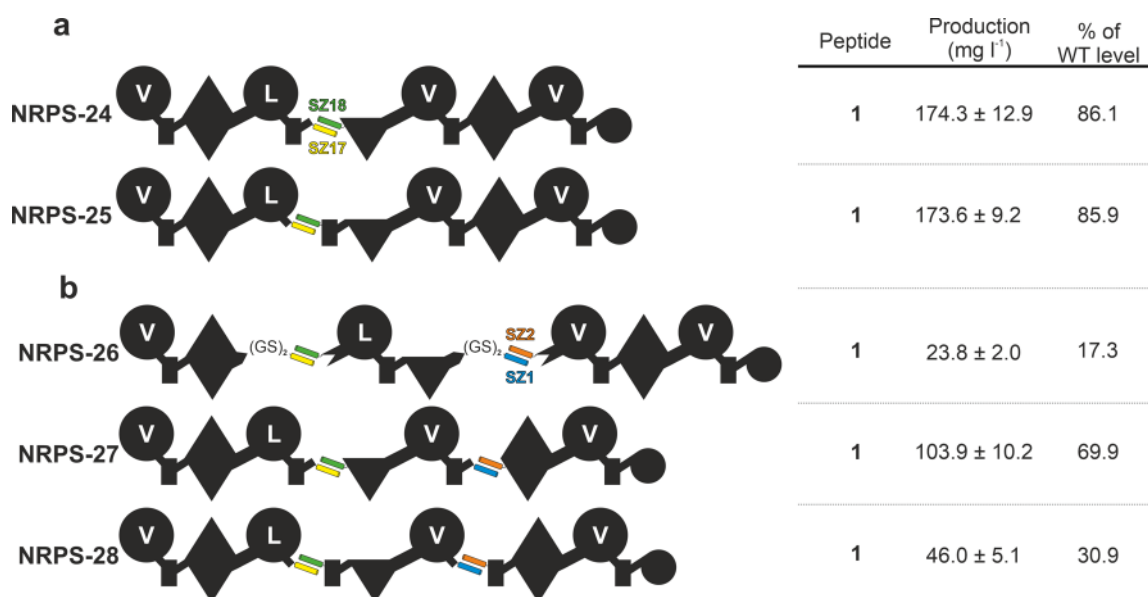 a
Peptide Production (mg l⁻¹) % of WT level
NRPS-24 V L SZ18 SZ17 V V 1 174.3 ± 12.9 86.1
NRPS-25 V L V V 1 173.6 ± 9.2 85.9
b
NRPS-26 V (GS)₂ L (GS)₂ SZ2 SZ1 V V 1 23.8 ± 2.0 17.3
NRPS-27 V L V V 1 103.9 ± 10.2 69.9
NRPS-28 V L V V 1 46.0 ± 5.1 30.9